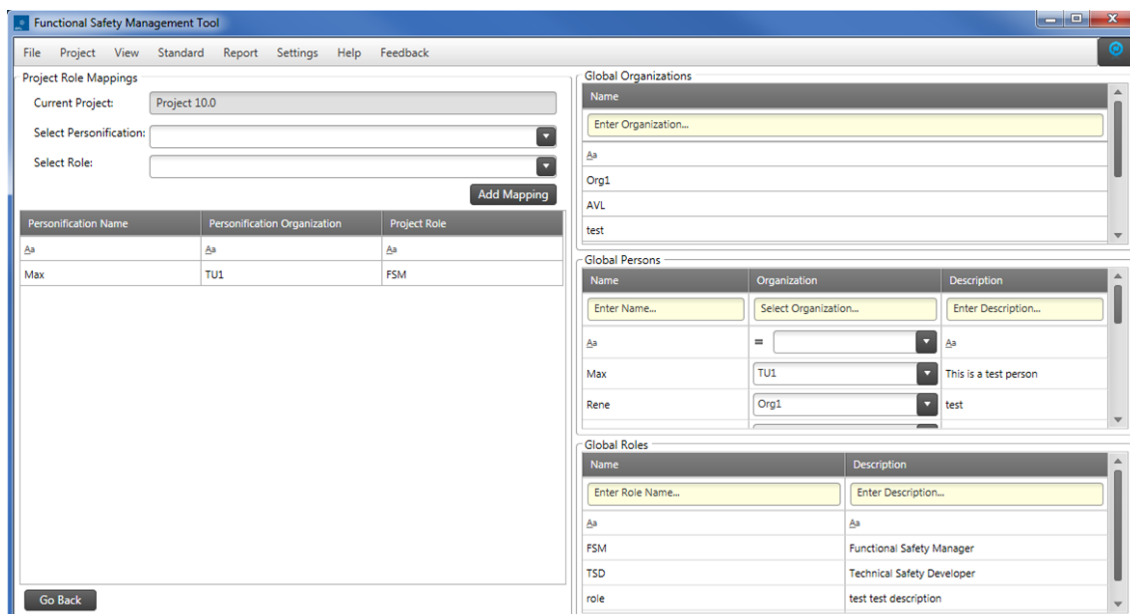 Functional Safety Management Tool
File Project View Standard Report Settings Help Feedback
Project Role Mappings
Current Project: Project 10.0
Select Personification:
Select Role:
Add Mapping
Personification Name Personification Organization Project Role
Aa Aa Aa
Max TU1 FSM
Go Back
Global Organizations
Name
Enter Organization...
Aa
Org1
AVL
test
Global Persons
Name Organization Description
Enter Name... Select Organization... Enter Description...
Aa = Aa
Max TU1 This is a test person
Rene Org1 test
Global Roles
Name Description
Enter Role Name... Enter Description...
Aa Aa
FSM Functional Safety Manager
TSD Technical Safety Developer
role test test description